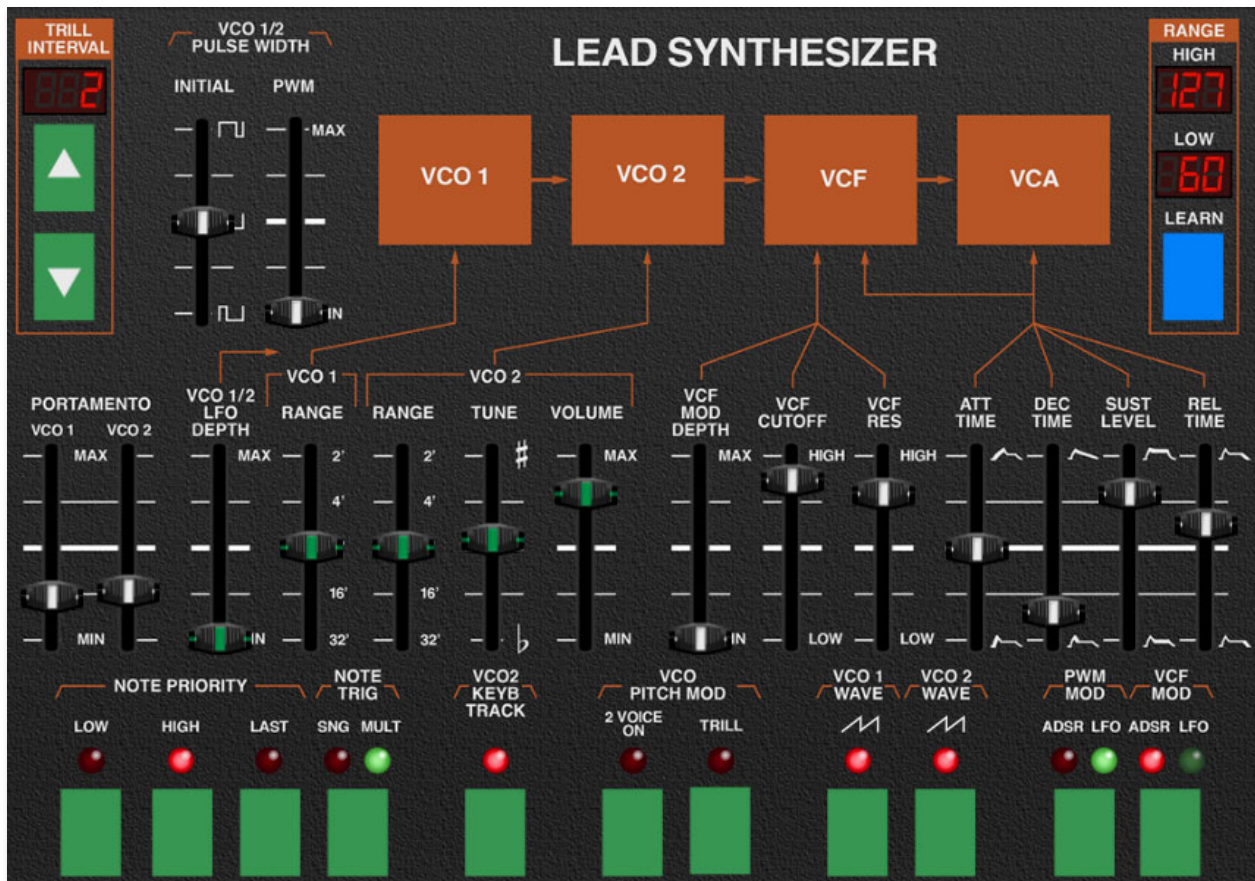 TRILL
INTERVAL
2
VCO 1/2
PULSE WIDTH
INITIAL PWM
MAX
IN
LEAD SYNTHESIZER
VCO 1
VCO 2
VCF
VCA
RANGE
HIGH
127
LOW
60
LEARN
PORTAMENTO
VCO 1 VCO 2
MAX
MIN
VCO 1/2
LFO
DEPTH
MAX
IN
VCO 1
RANGE
2'
4'
16'
32'
VCO 2
RANGE
2'
4'
16'
32'
TUNE
♯
♭
VOLUME
MAX
MIN
VCF
MOD
DEPTH
MAX
IN
VCF
CUTOFF
HIGH
LOW
VCF
RES
HIGH
LOW
ATT
TIME
DEC
TIME
SUST
LEVEL
REL
TIME
NOTE PRIORITY
LOW HIGH LAST
NOTE
TRIG
SNG MULT
VCO2
KEYB
TRACK
VCO
PITCH MOD
2 VOICE
ON
TRILL
VCO 1
WAVE
VCO 2
WAVE
PWM
MOD
ADSR LFO
VCF
MOD
ADSR LFO